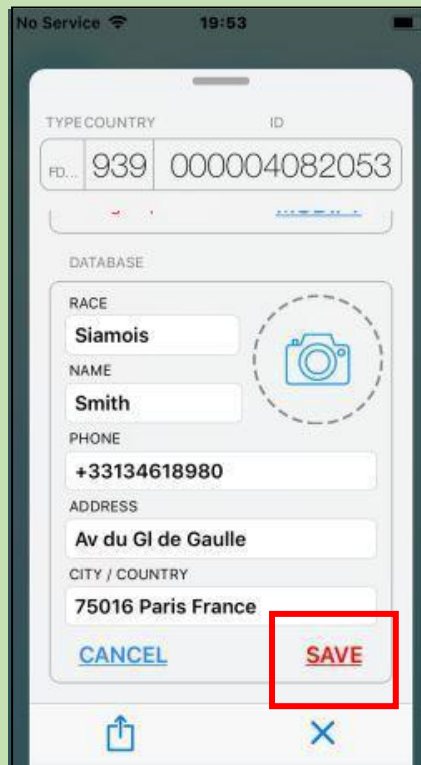 No Service 19:53
TYPE COUNTRY ID
FD... 939 000004082053
DATABASE
RACE
Siamois
NAME
Smith
PHONE
+33134618980
ADDRESS
Av du Gl de Gaulle
CITY / COUNTRY
75016 Paris France
CANCEL SAVE